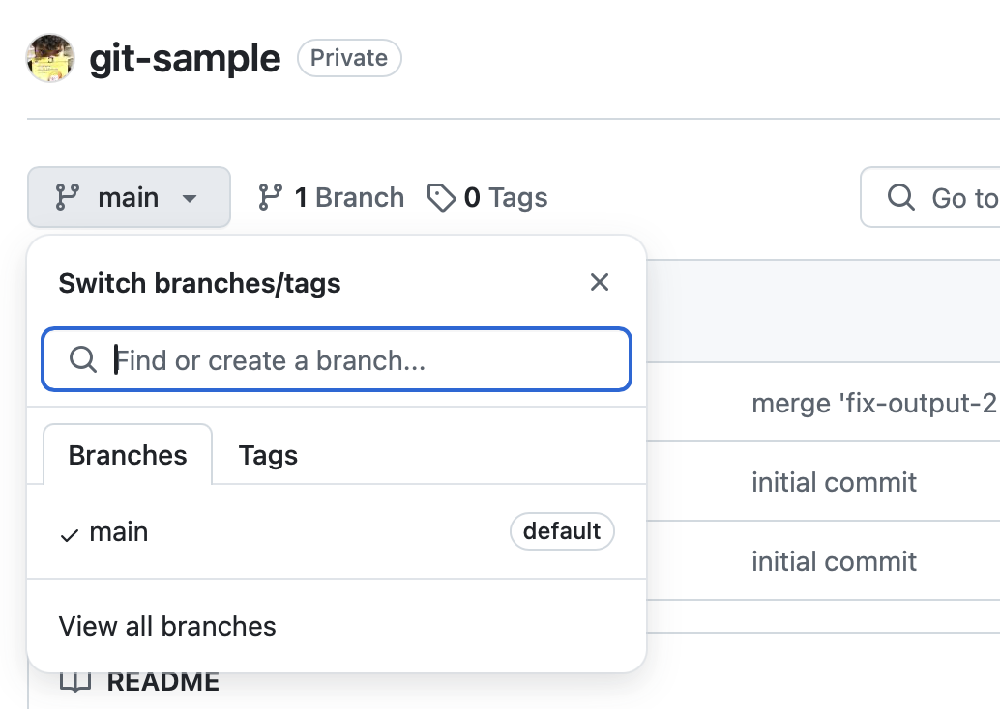 git-sample Private
main 1 Branch 0 Tags Go to
Switch branches/tags
Find or create a branch...
Branches Tags
main default
View all branches
merge 'fix-output-2
initial commit
initial commit
README